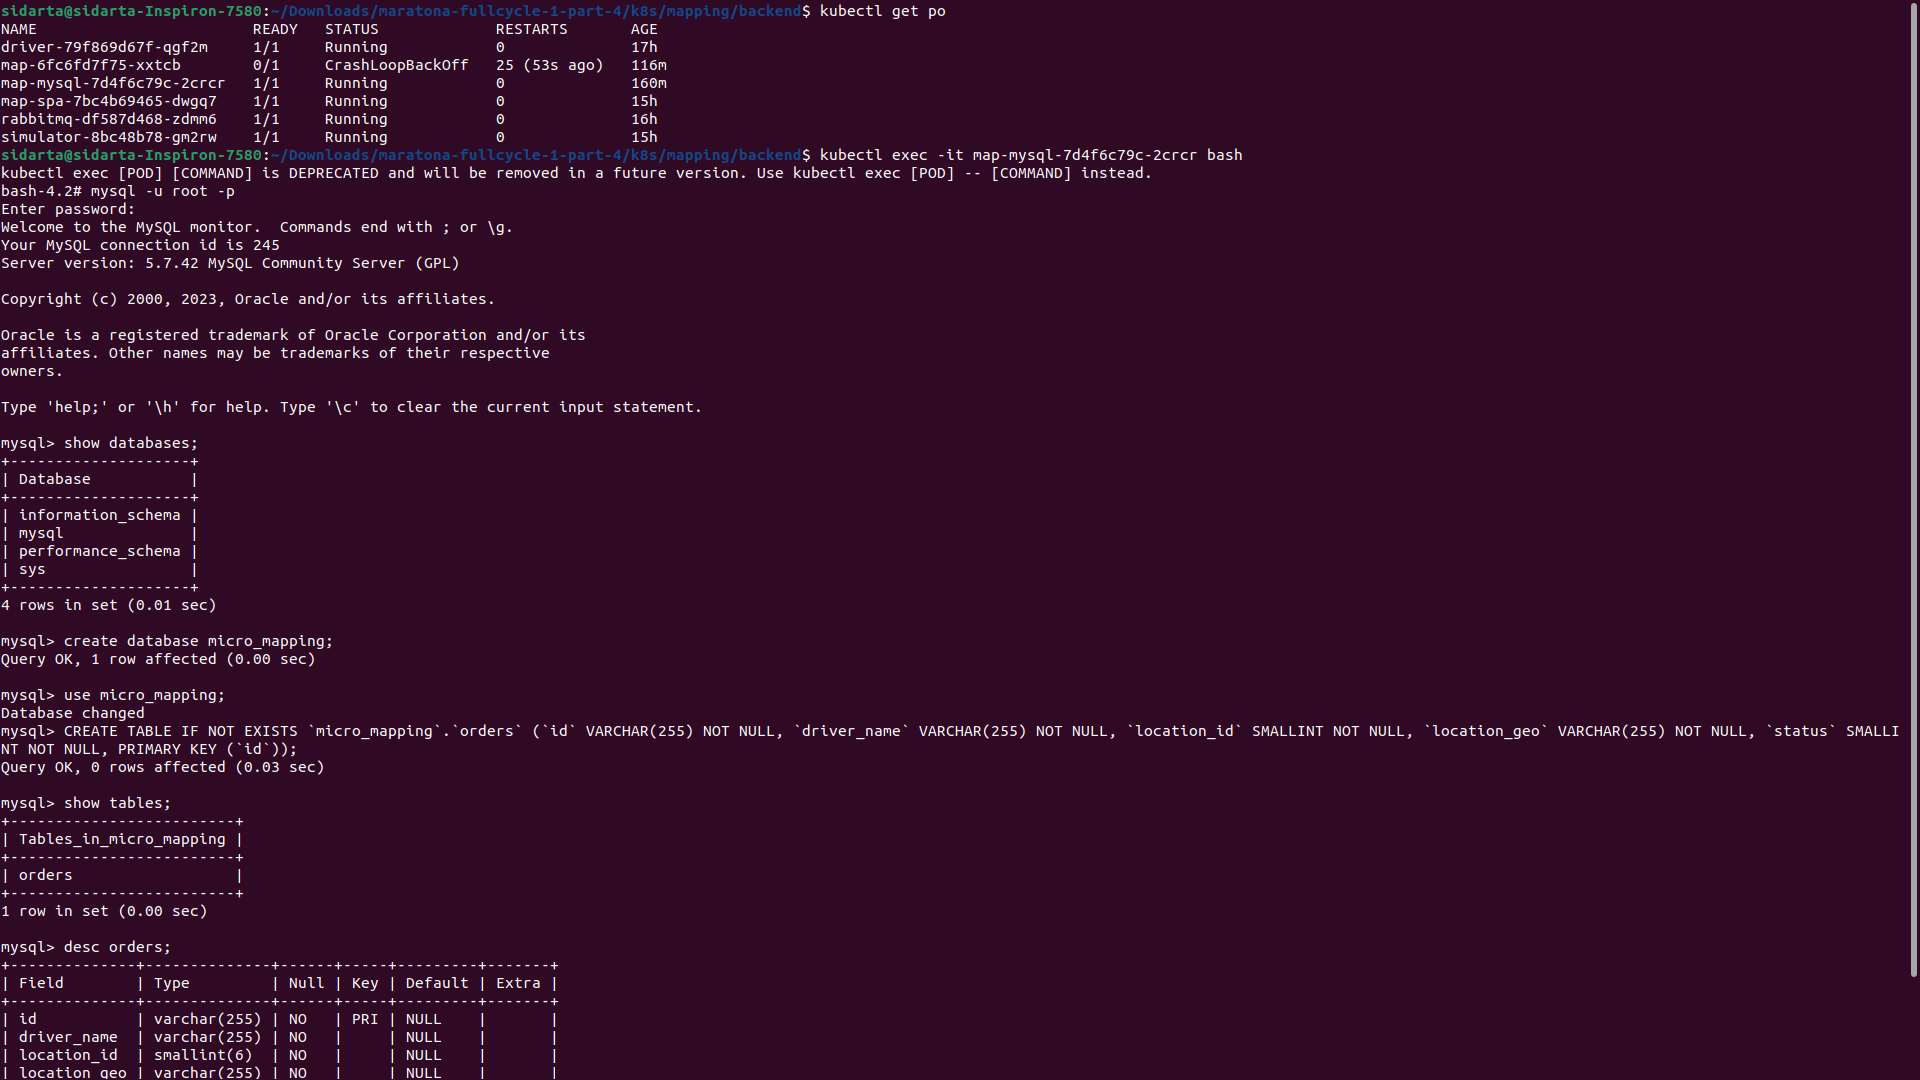 sidarta@sidarta-Inspiron-7580:~/Downloads/maratona-fullcycle-1-part-4/k8s/mapping/backend$ kubectl get po
NAME                        READY   STATUS             RESTARTS       AGE
driver-79f869d67f-qgf2m     1/1     Running            0              17h
map-6fc6fd7f75-xxtcb        0/1     CrashLoopBackOff   25 (53s ago)   116m
map-mysql-7d4f6c79c-2crcr   1/1     Running            0              160m
map-spa-7bc4b69465-dwgq7    1/1     Running            0              15h
rabbitmq-df587d468-zdmm6    1/1     Running            0              16h
simulator-8bc48b78-gm2rw    1/1     Running            0              15h
sidarta@sidarta-Inspiron-7580:~/Downloads/maratona-fullcycle-1-part-4/k8s/mapping/backend$ kubectl exec -it map-mysql-7d4f6c79c-2crcr bash
kubectl exec [POD] [COMMAND] is DEPRECATED and will be removed in a future version. Use kubectl exec [POD] -- [COMMAND] instead.
bash-4.2# mysql -u root -p
Enter password:
Welcome to the MySQL monitor.  Commands end with ; or \g.
Your MySQL connection id is 245
Server version: 5.7.42 MySQL Community Server (GPL)

Copyright (c) 2000, 2023, Oracle and/or its affiliates.

Oracle is a registered trademark of Oracle Corporation and/or its
affiliates. Other names may be trademarks of their respective
owners.

Type 'help;' or '\h' for help. Type '\c' to clear the current input statement.

mysql> show databases;
+--------------------+
| Database           |
+--------------------+
| information_schema |
| mysql              |
| performance_schema |
| sys                |
+--------------------+
4 rows in set (0.01 sec)

mysql> create database micro_mapping;
Query OK, 1 row affected (0.00 sec)

mysql> use micro_mapping;
Database changed
mysql> CREATE TABLE IF NOT EXISTS `micro_mapping`.`orders` (`id` VARCHAR(255) NOT NULL, `driver_name` VARCHAR(255) NOT NULL, `location_id` SMALLINT NOT NULL, `location_geo` VARCHAR(255) NOT NULL, `status` SMALLI
NT NOT NULL, PRIMARY KEY (`id`));
Query OK, 0 rows affected (0.03 sec)

mysql> show tables;
+-------------------------+
| Tables_in_micro_mapping |
+-------------------------+
| orders                  |
+-------------------------+
1 row in set (0.00 sec)

mysql> desc orders;
+--------------+--------------+------+-----+---------+-------+
| Field        | Type         | Null | Key | Default | Extra |
+--------------+--------------+------+-----+---------+-------+
| id           | varchar(255) | NO   | PRI | NULL    |       |
| driver_name  | varchar(255) | NO   |     | NULL    |       |
| location_id  | smallint(6)  | NO   |     | NULL    |       |
| location_geo | varchar(255) | NO   |     | NULL    |       |